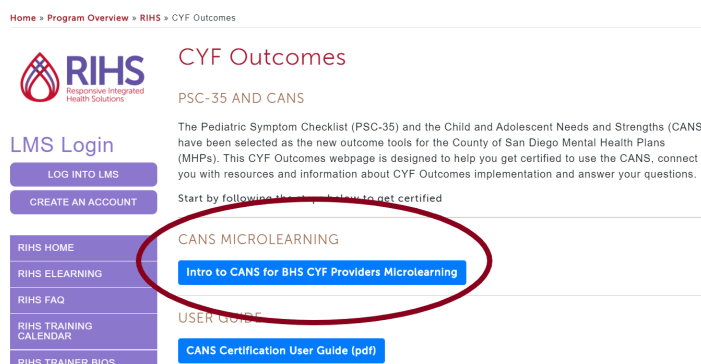 Home » Program Overview » RIHS » CYF Outcomes
RIHS
Responsive Integrated
Health Solutions
LMS Login
LOG INTO LMS
CREATE AN ACCOUNT
RIHS HOME
RIHS ELEARNING
RIHS FAQ
RIHS TRAINING
CALENDAR
RIHS TRAINER BIOS
CYF Outcomes
PSC-35 AND CANS
The Pediatric Symptom Checklist (PSC-35) and the Child and Adolescent Needs and Strengths (CANS
have been selected as the new outcome tools for the County of San Diego Mental Health Plans
(MHPs). This CYF Outcomes webpage is designed to help you get certified to use the CANS, connect
you with resources and information about CYF Outcomes implementation and answer your questions.
Start by following the steps below to get certified
CANS MICROLEARNING
Intro to CANS for BHS CYF Providers Microlearning
USER GUIDE
CANS Certification User Guide (pdf)